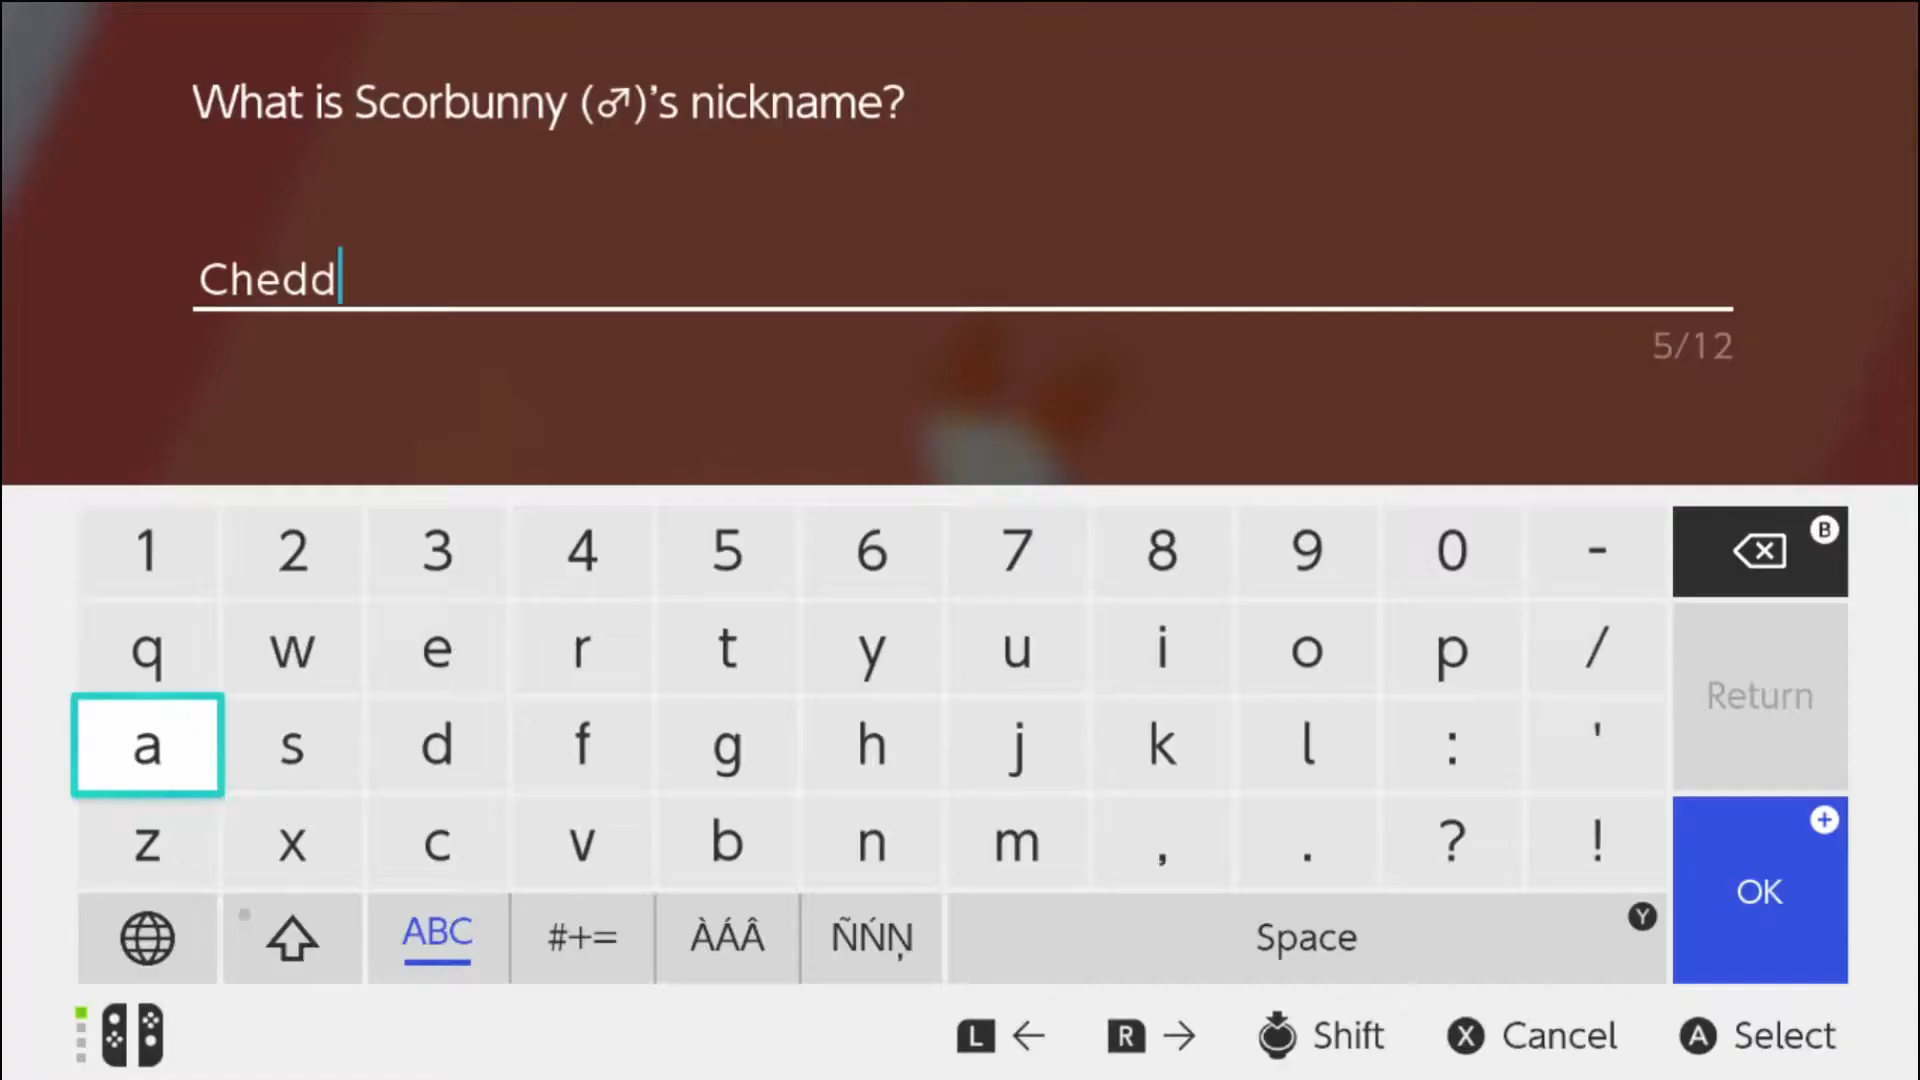 What is Scorbunny (♂)’s nickname?
Chedd
5/12
1 2 3 4 5 6 7 8 9 0 - B
q w e r t y u i o p / Return
a s d f g h j k l : '
z x c v b n m , . ? ! + OK
ABC #+= ÀÁÂ ÑŃŅ Space Y
L ← R → Shift X Cancel A Select